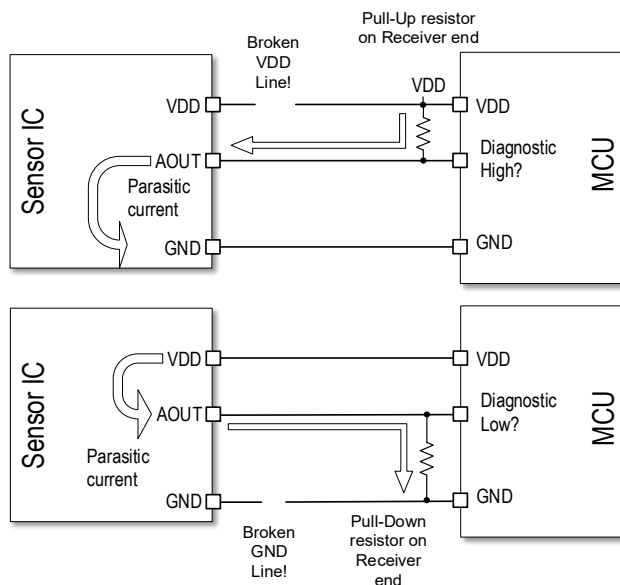 Pull-Up resistor
on Receiver end
Broken
VDD
Line!
VDD
Sensor IC
VDD
AOUT
Parasitic
current
GND
VDD
Diagnostic
High?
GND
MCU
Sensor IC
VDD
AOUT
Parasitic
current
GND
VDD
Diagnostic
Low?
GND
MCU
Broken
GND
Line!
Pull-Down
resistor on
Receiver
end